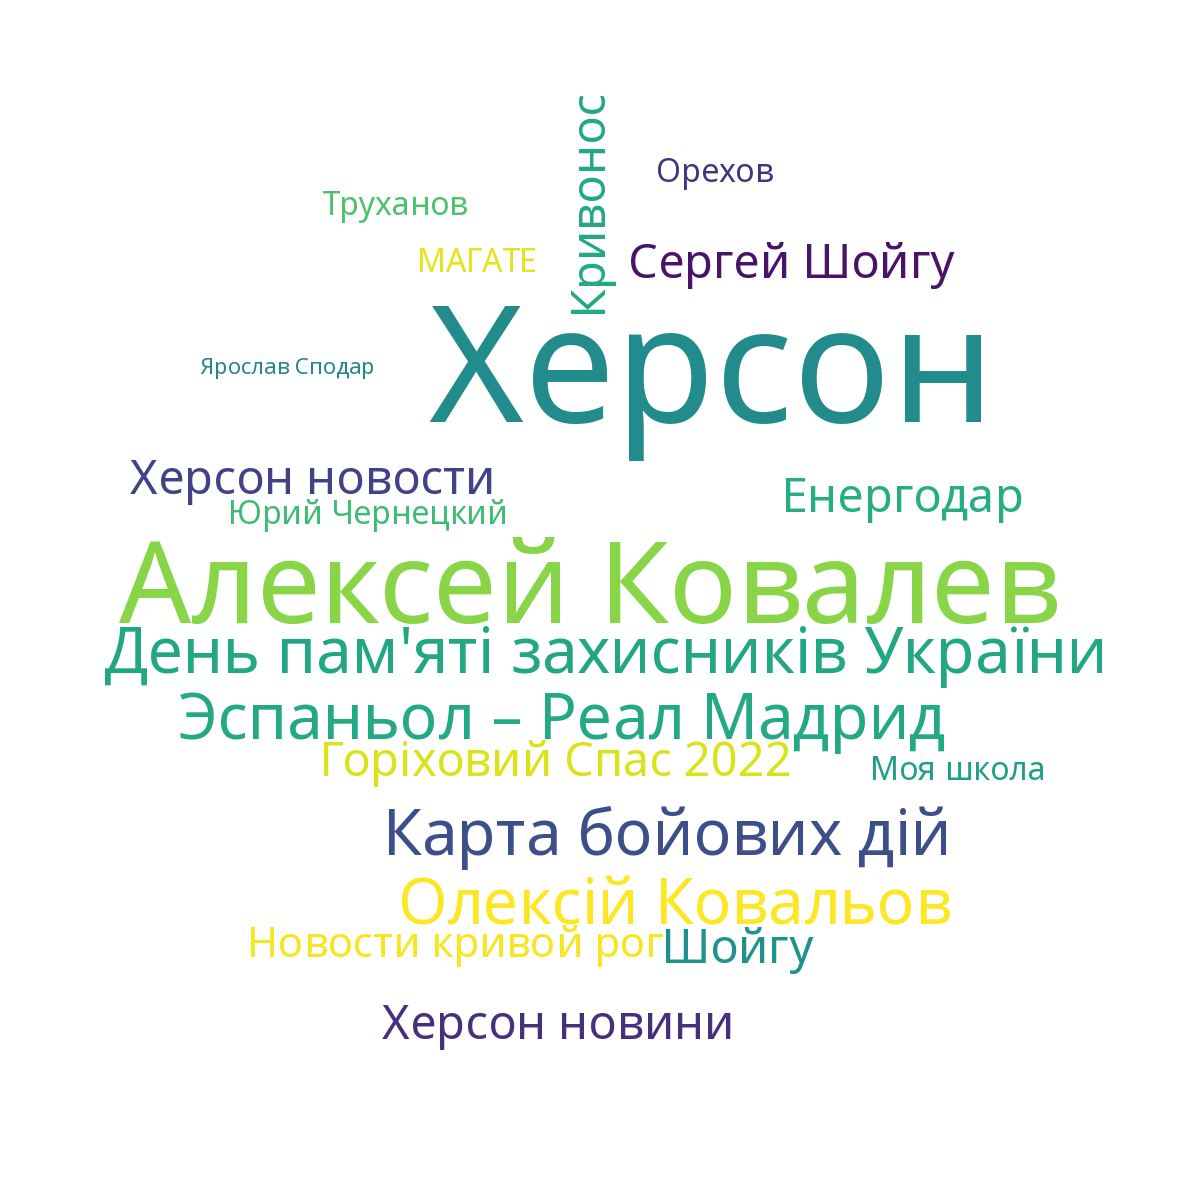 Кривонос
Орехов
Труханов
МАГАТЕ
Сергей Шойгу
Херсон
Ярослав Сподар
Херсон новости
Енергодар
Юрий Чернецкий
Алексей Ковалев
День пам'яті захисників України
Эспаньол – Реал Мадрид
Горіховий Спас 2022
Моя школа
Карта бойових дій
Олексій Ковальов
Новости кривой рог
Шойгу
Херсон новини